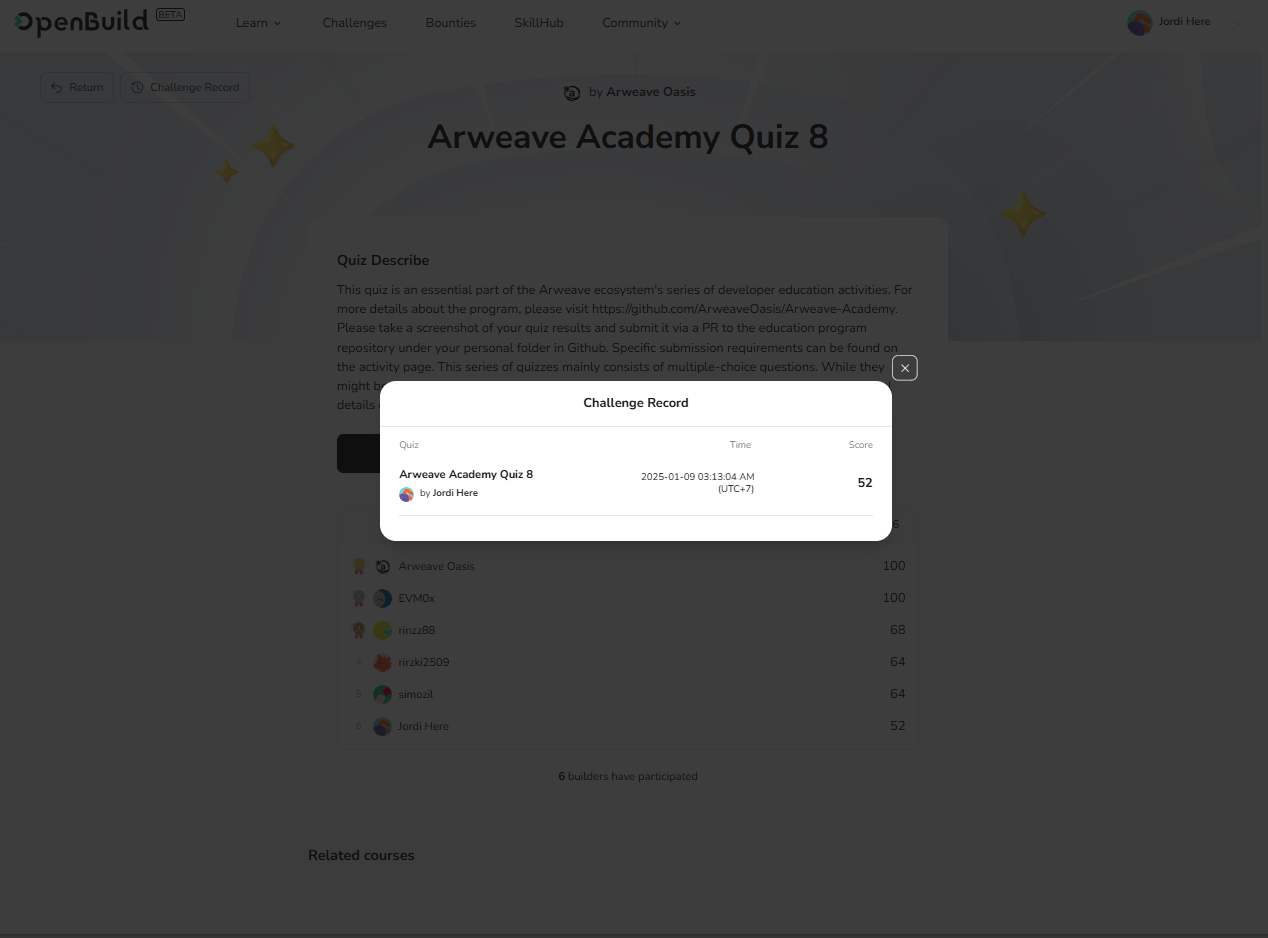 OpenBuild BETA
Learn Challenges Bounties SkillHub Community Jordi Here
Return Challenge Record
by Arweave Oasis
Arweave Academy Quiz 8
Quiz Describe
This quiz is an essential part of the Arweave ecosystem's series of developer education activities. For
more details about the program, please visit https://github.com/ArweaveOasis/Arweave-Academy.
Please take a screenshot of your quiz results and submit it via a PR to the education program
repository under your personal folder in Github. Specific submission requirements can be found on
the activity page. This series of quizzes mainly consists of multiple-choice questions. While they
might
details
Challenge Record
Quiz Time Score
Arweave Academy Quiz 8
by Jordi Here
2025-01-09 03:13:04 AM
(UTC+7)
52
6
Arweave Oasis 100
EVM0x 100
rinzz88 68
4 rirzki2509 64
5 simozil 64
6 Jordi Here 52
6 builders have participated
Related courses